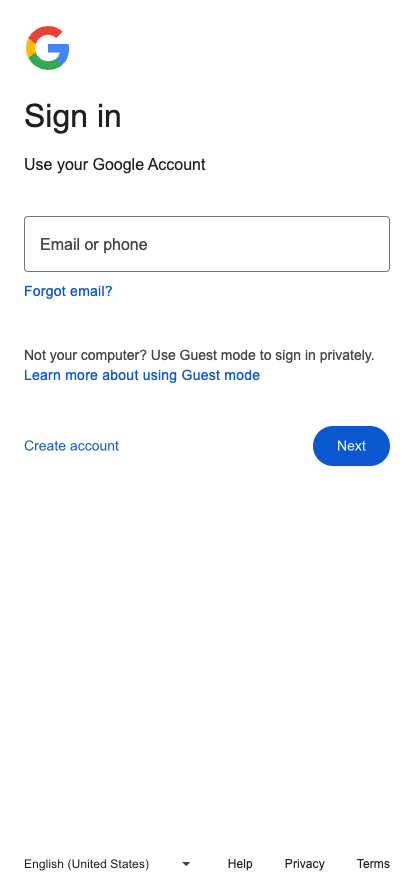 Sign in
Use your Google Account
Email or phone
Forgot email?
Not your computer? Use Guest mode to sign in privately.
Learn more about using Guest mode
Create account
Next
English (United States)
Help
Privacy
Terms